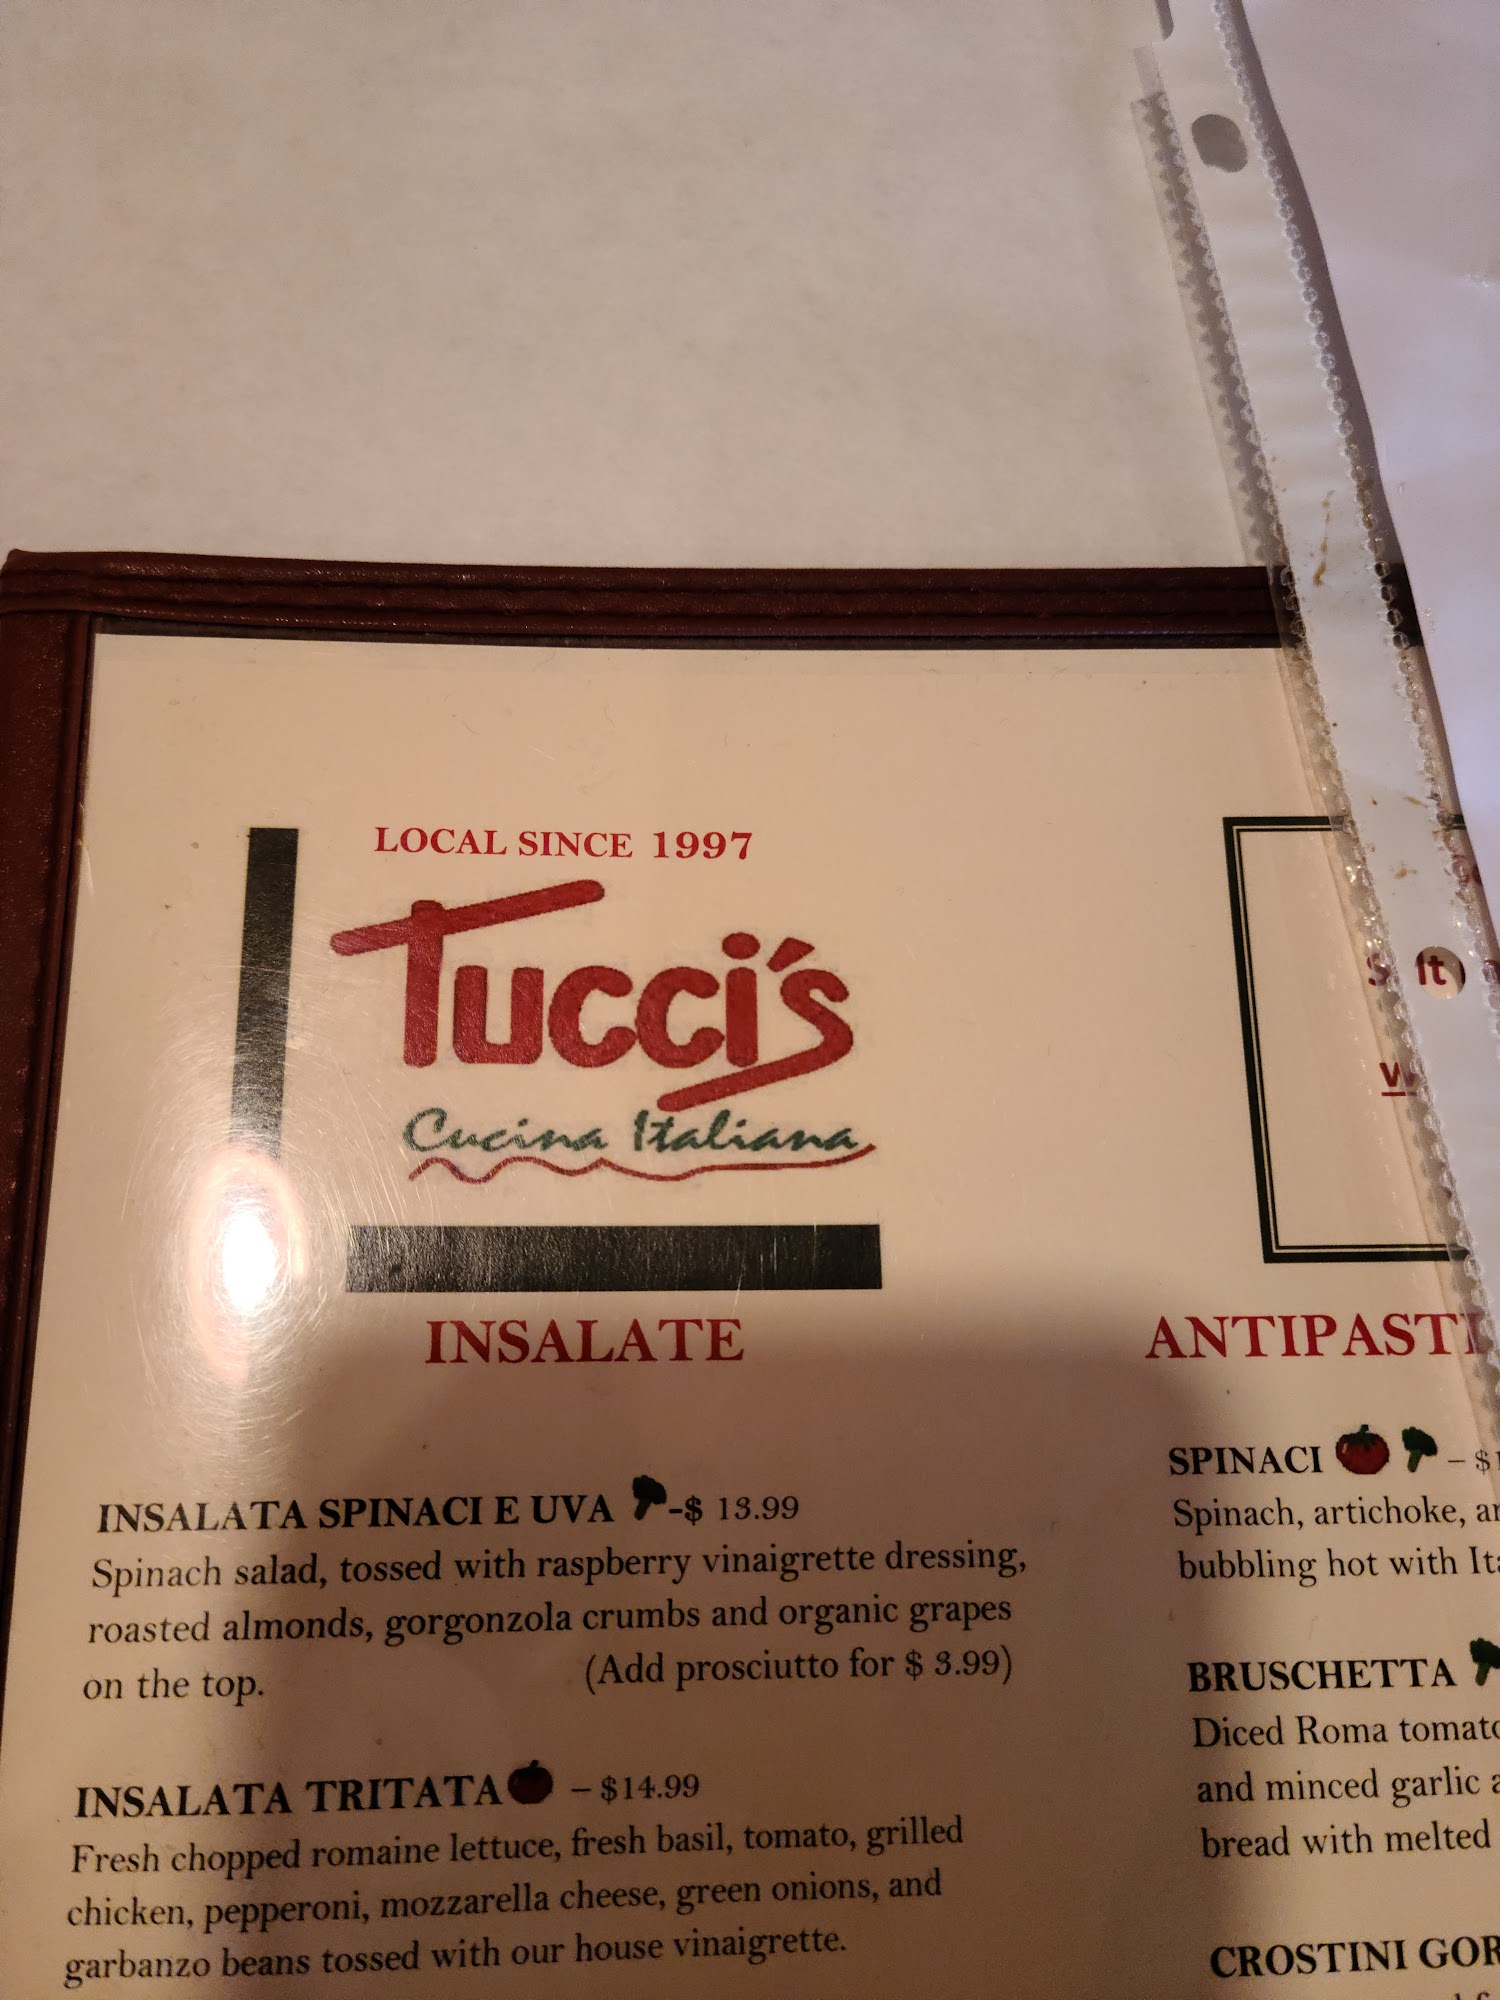 LOCAL SINCE 1997
Tucci's
Cucina Italiana
INSALATE
INSALATA SPINACI E UVA -$ 13.99
Spinach salad, tossed with raspberry vinaigrette dressing,
roasted almonds, gorgonzola crumbs and organic grapes
on the top. (Add prosciutto for $ 3.99)
INSALATA TRITATA – $14.99
Fresh chopped romaine lettuce, fresh basil, tomato, grilled
chicken, pepperoni, mozzarella cheese, green onions, and
garbanzo beans tossed with our house vinaigrette.
ANTIPASTI
SPINACI – $
Spinach, artichoke,
bubbling hot with
BRUSCHETTA
Diced Roma
and minced garlic
bread with melted
CROSTINI